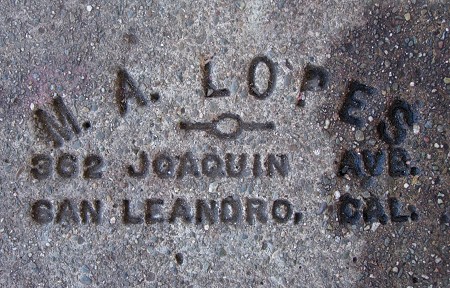 M. A. LOPES
362 JOAQUIN AVE.
SAN LEANDRO, CAL.